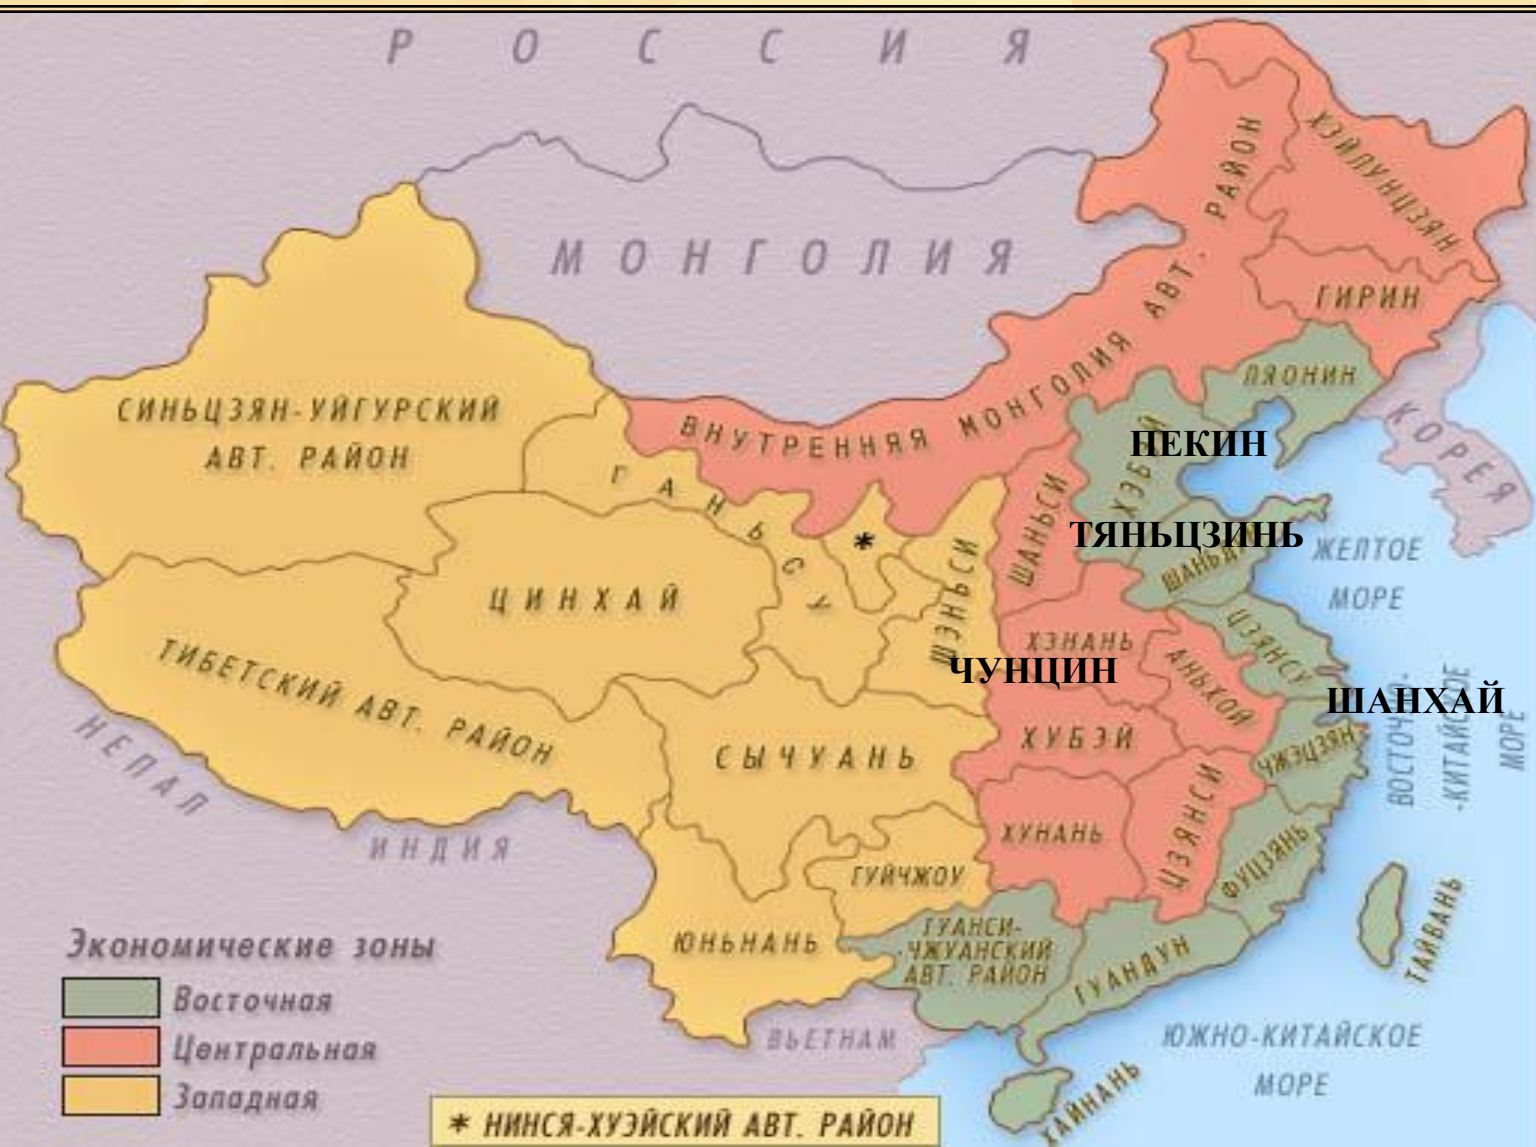 РОССИЯ
МОНГОЛИЯ
ХЭЙЛУНЦЗЯН
ГИРИН
ВНУТРЕННЯЯ МОНГОЛИЯ АВТ. РАЙОН
ЛЯОНИН
КОРЕЯ
СИНЬЦЗЯН-УЙГУРСКИЙ
АВТ. РАЙОН
ГАНЬСУ
ХЭБЭЙ
ПЕКИН
ТЯНЬЦЗИНЬ
ШАНЬСИ
ШАНЬДУН
ЖЕЛТОЕ
МОРЕ
*
ШЭНЬСИ
ЦИНХАЙ
ХЭНАНЬ
ЦЗЯНСУ
АНЬХОЙ
ЧУНЦИН
ШАНХАЙ
ВОСТОЧНО-
-КИТАЙСКОЕ
МОРЕ
ТИБЕТСКИЙ АВТ. РАЙОН
НЕПАЛ
СЫЧУАНЬ
ХУБЭЙ
ЧЖЭЦЗЯН
ХУНАНЬ
ЦЗЯНСИ
ФУЦЗЯНЬ
ИНДИЯ
ГУЙЧЖОУ
ЮНЬНАНЬ
ГУАНСИ-
-ЧЖУАНСКИЙ
АВТ. РАЙОН
ГУАНДУН
ТАЙВАНЬ
ВЬЕТНАМ
ЮЖНО-КИТАЙСКОЕ
МОРЕ
ХАЙНАНЬ
Экономические зоны
Восточная
Центральная
Западная
* НИНСЯ-ХУЭЙСКИЙ АВТ. РАЙОН